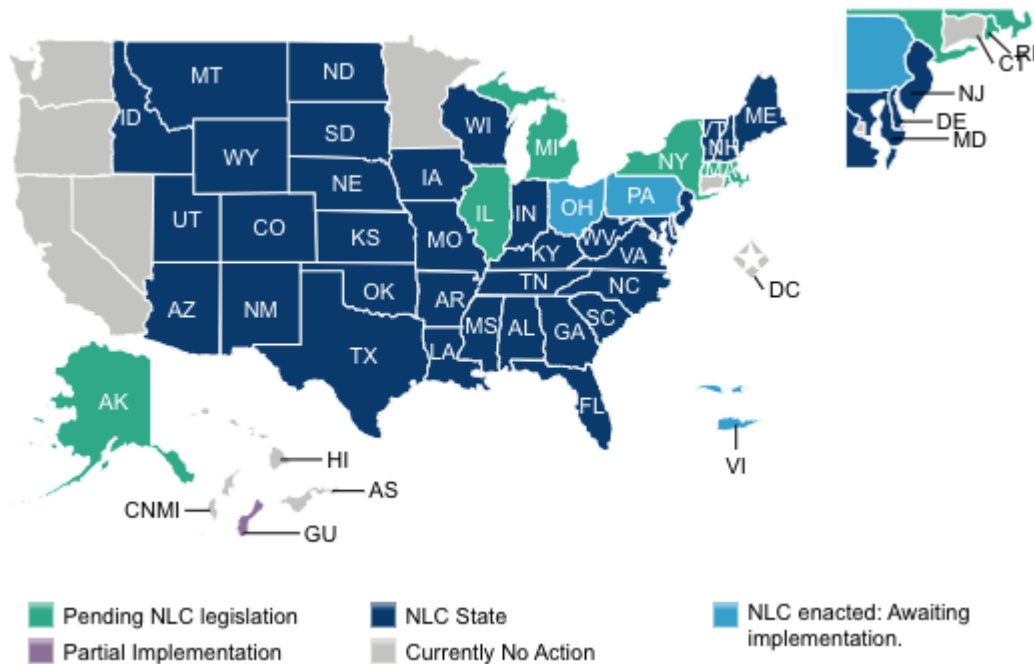 MT
ND
ID
SD
WI
ME
VT
NH
WY
MI
NY
MA
NE
IA
UT
CO
IL
IN
OH
PA
KS
MO
WV
VA
KY
TN
NC
AZ
NM
OK
AR
SC
MS
AL
GA
TX
LA
FL
AK
HI
AS
CNMI
GU
DC
VI
RI
CT
NJ
DE
MD
Pending NLC legislation
NLC State
NLC enacted: Awaiting
implementation.
Partial Implementation
Currently No Action